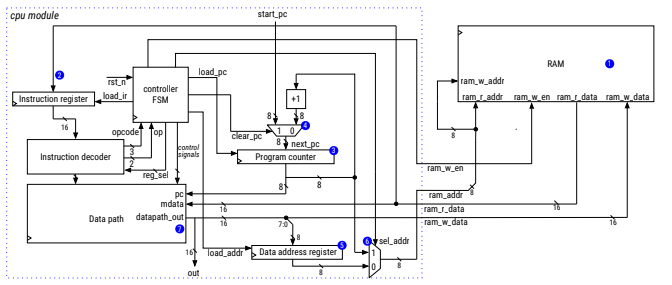 cpu module
start_pc
RAM
1
ram_w_addr
ram_r_addr
ram_w_en
ram_r_data
ram_w_data
8
2
rst_n
controller
FSM
load_pc
load_ir
Instruction register
16
+1
8
8
1 0
4
clear_pc
8
next_pc
opcode
op
3
2
control
signals
Program counter
3
Instruction decoder
reg_sel
8
8
ram_w_en
pc
mdata
16
datapath_out
16
Data path
7
7:0
8
ram_addr
8
ram_r_data
16
ram_w_data
16
16
out
load_addr
Data address register
5
8
6
sel_addr
1
0
8